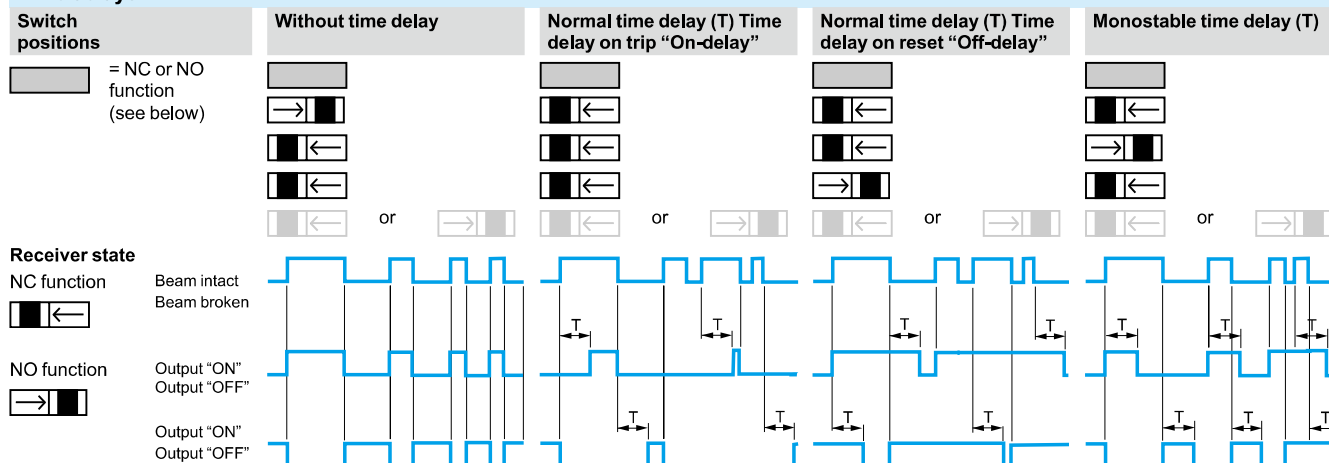 Switch positions
Without time delay
Normal time delay (T) Time delay on trip “On-delay”
Normal time delay (T) Time delay on reset “Off-delay”
Monostable time delay (T)
= NC or NO
function
(see below)
or
or
or
or
Receiver state
NC function
Beam intact
Beam broken
T
T
T
T
T
T
T
NO function
Output “ON”
Output “OFF”
T
T
T
T
T
T
T
Output “ON”
Output “OFF”